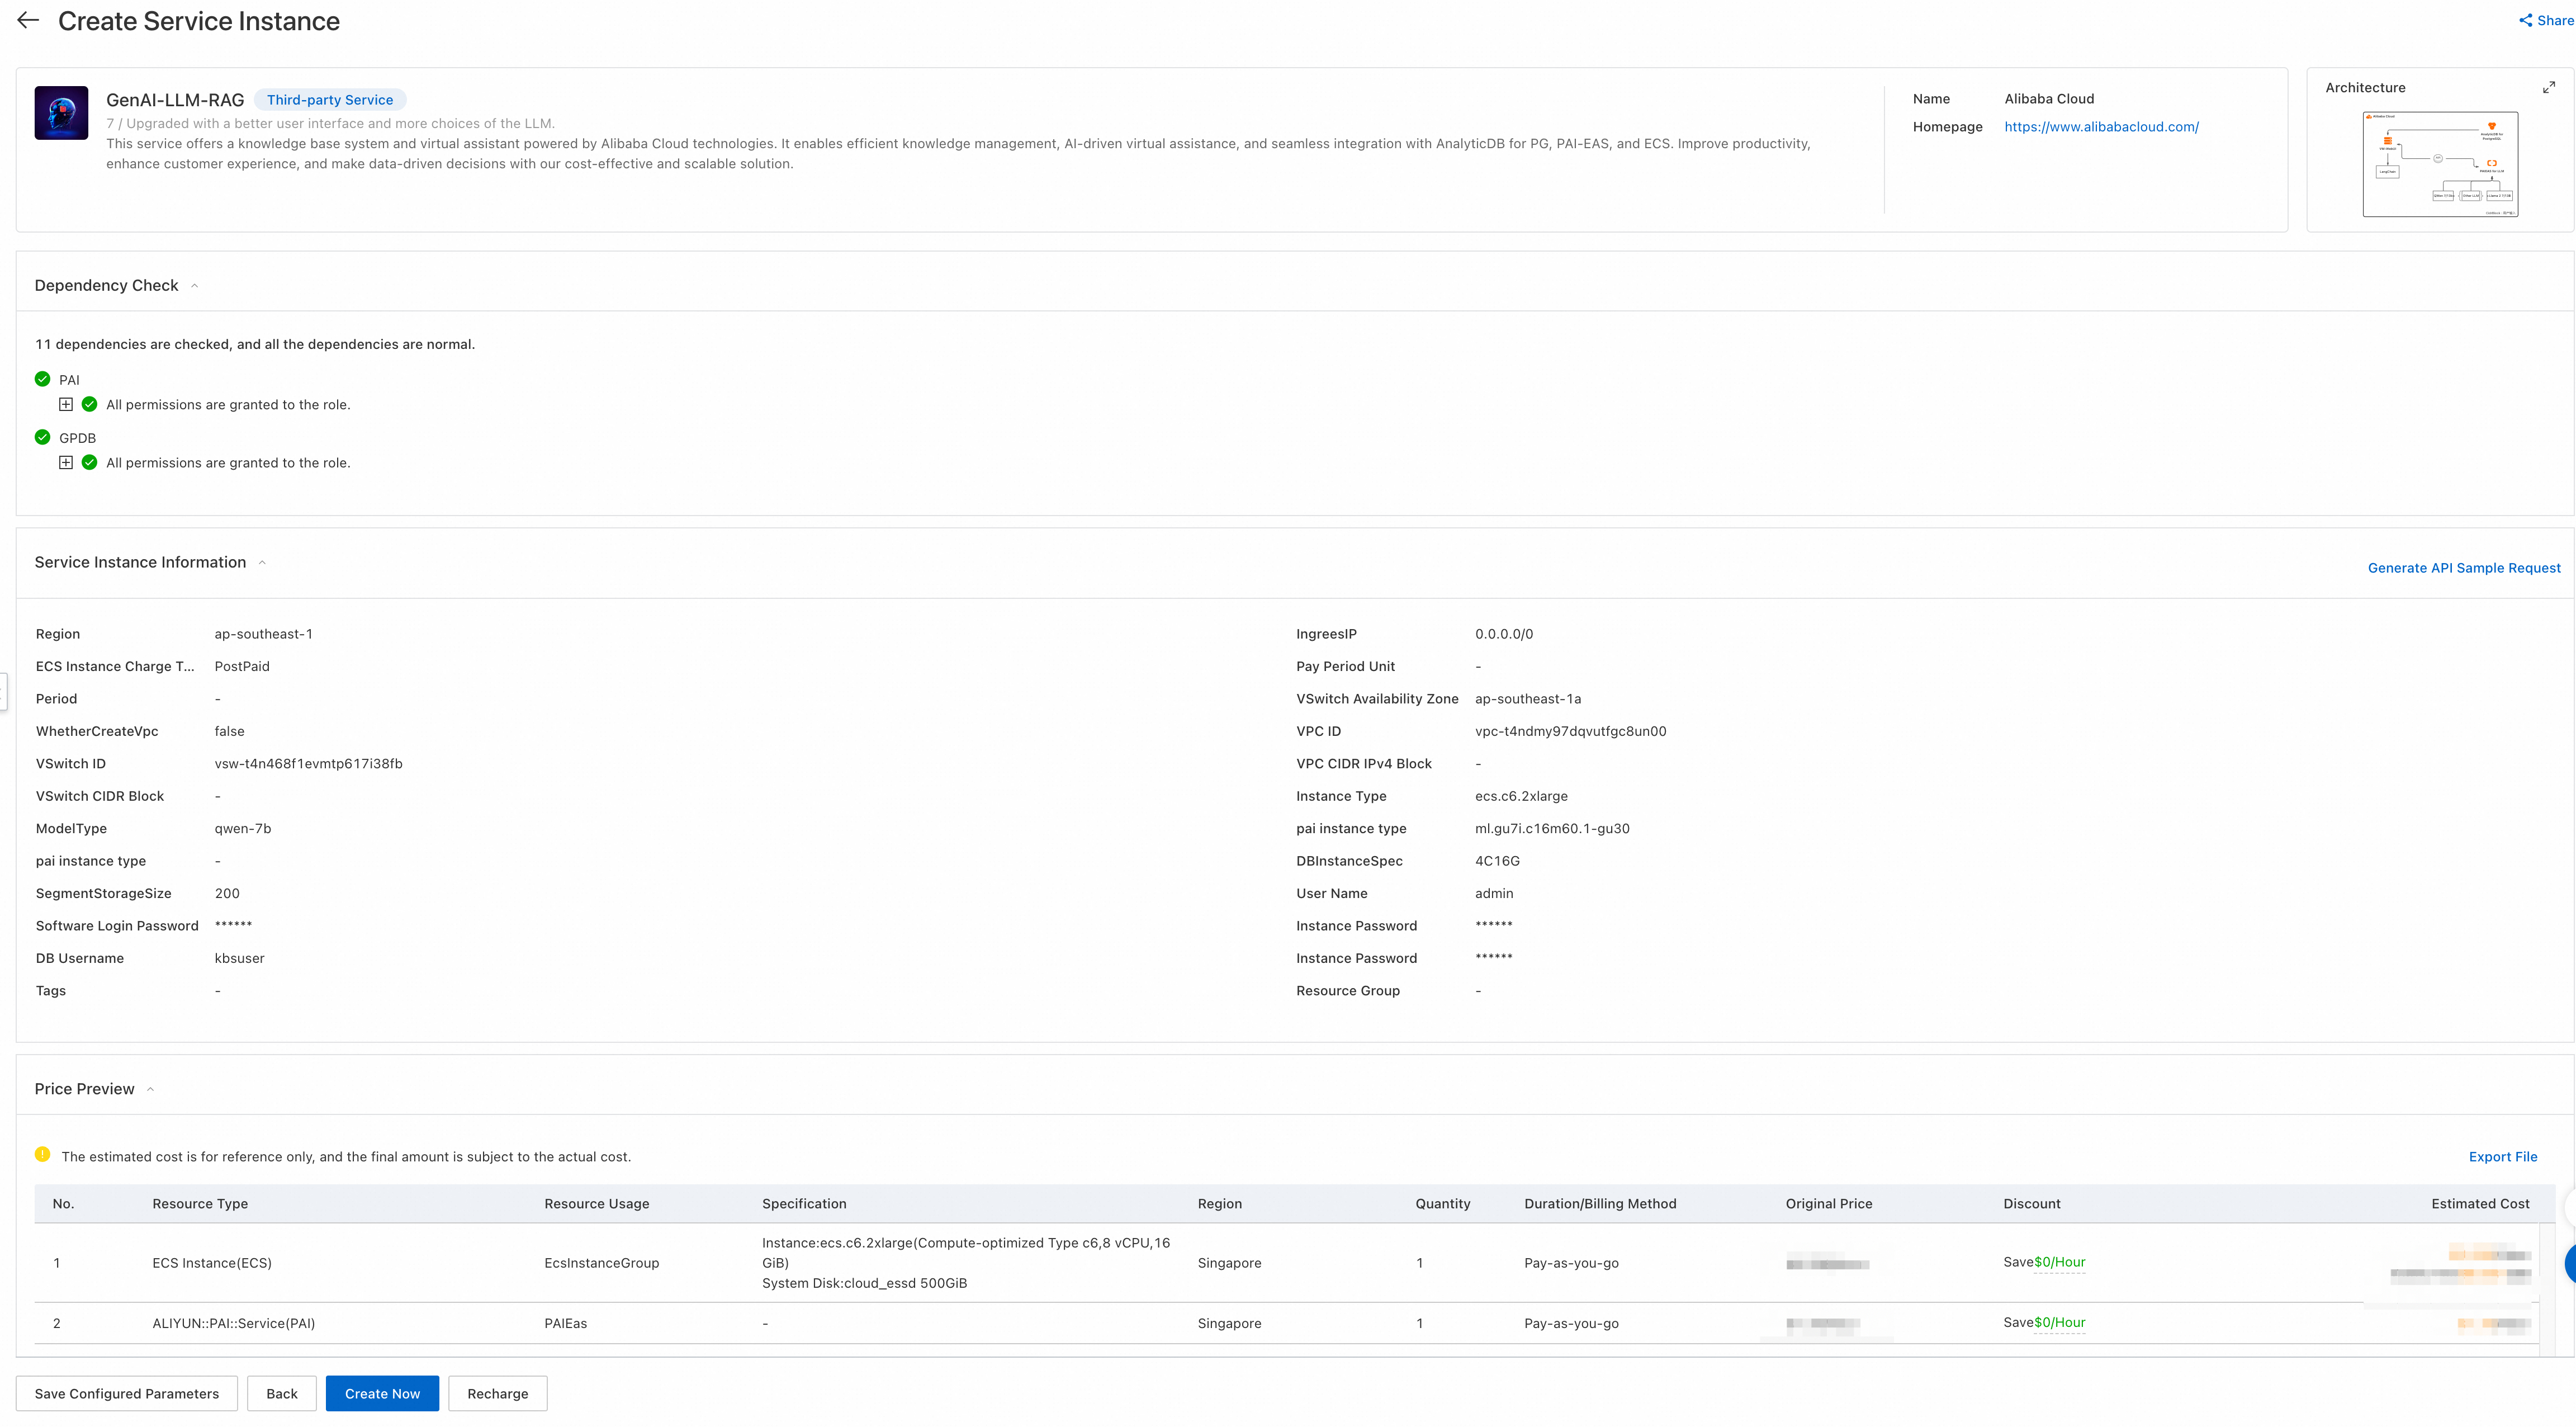 Create Service Instance
Share
GenAI-LLM-RAG
Third-party Service
7 / Upgraded with a better user interface and more choices of the LLM.
This service offers a knowledge base system and virtual assistant powered by Alibaba Cloud technologies. It enables efficient knowledge management, AI-driven virtual assistance, and seamless integration with AnalyticDB for PG, PAI-EAS, and ECS. Improve productivity,
enhance customer experience, and make data-driven decisions with our cost-effective and scalable solution.
Name Alibaba Cloud
Homepage https://www.alibabacloud.com/
Architecture
Dependency Check
11 dependencies are checked, and all the dependencies are normal.
PAI
All permissions are granted to the role.
GPDB
All permissions are granted to the role.
Service Instance Information
Generate API Sample Request
Region ap-southeast-1 IngreesIP 0.0.0.0/0
ECS Instance Charge T... PostPaid Pay Period Unit -
Period - VSwitch Availability Zone ap-southeast-1a
WhetherCreateVpc false VPC ID vpc-t4ndmy97dqvutfgc8un00
VSwitch ID vsw-t4n468f1evmtp617i38fb VPC CIDR IPv4 Block -
VSwitch CIDR Block - Instance Type ecs.c6.2xlarge
ModelType qwen-7b pai instance type ml.gu7i.c16m60.1-gu30
pai instance type - DBInstanceSpec 4C16G
SegmentStorageSize 200 User Name admin
Software Login Password ****** Instance Password ******
DB Username kbsuser Instance Password ******
Tags - Resource Group -
Price Preview
The estimated cost is for reference only, and the final amount is subject to the actual cost.
Export File
No. Resource Type Resource Usage Specification Region Quantity Duration/Billing Method Original Price Discount Estimated Cost
1 ECS Instance(ECS) EcsInstanceGroup Instance:ecs.c6.2xlarge(Compute-optimized Type c6,8 vCPU,16
GiB)
System Disk:cloud_essd 500GiB Singapore 1 Pay-as-you-go Save$0/Hour
2 ALIYUN::PAI::Service(PAI) PAIEas - Singapore 1 Pay-as-you-go Save$0/Hour
Save Configured Parameters Back Create Now Recharge